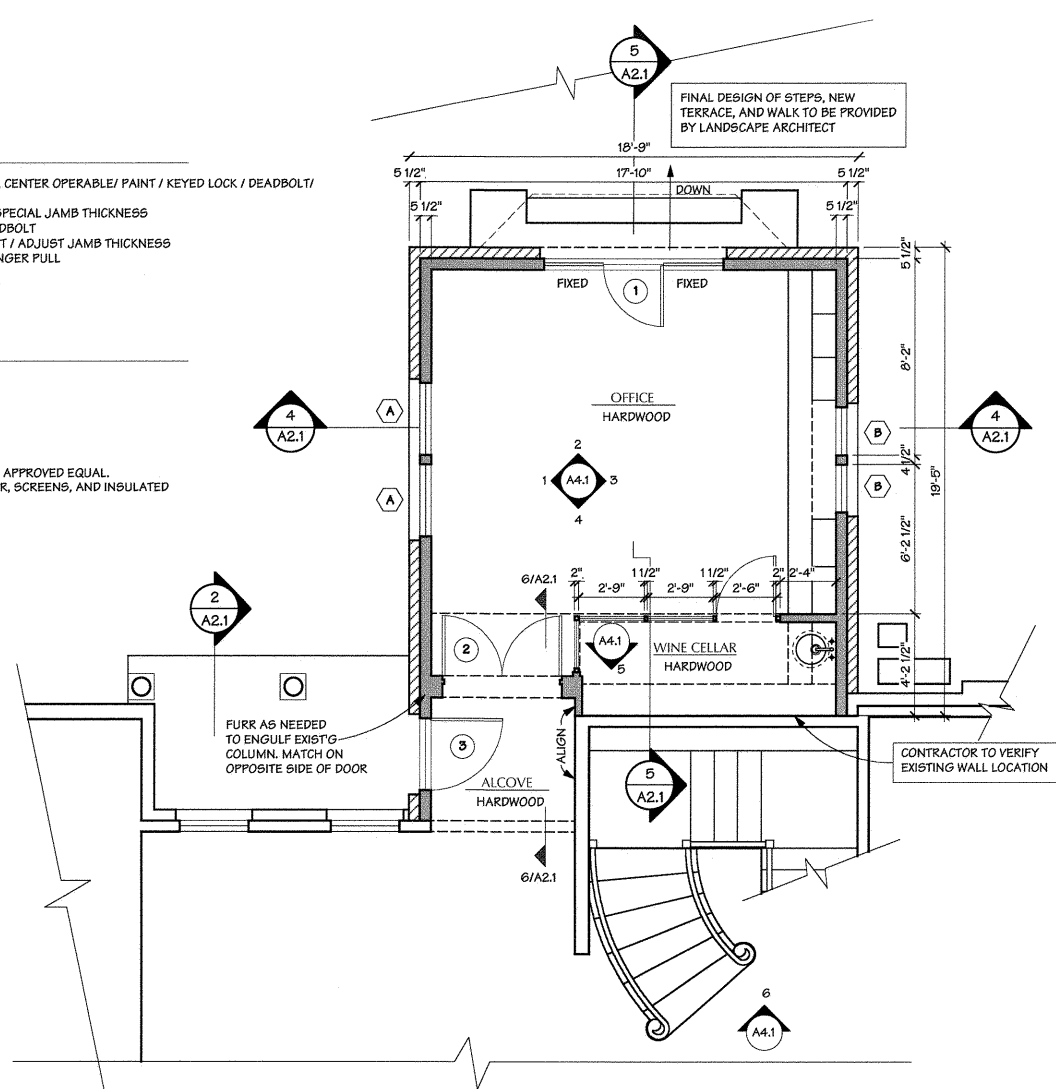 5
A2.1
FINAL DESIGN OF STEPS, NEW
TERRACE, AND WALK TO BE PROVIDED
BY LANDSCAPE ARCHITECT
18'-9"
5 1/2"
17'-10"
5 1/2"
CENTER OPERABLE/ PAINT / KEYED LOCK / DEADBOLT/
SPECIAL JAMB THICKNESS
T / ADJUST JAMB THICKNESS
DOWN
5 1/2"
5 1/2"
5 1/2"
FIXED
1
FIXED
8'-2"
OFFICE
HARDWOOD
4
A2.1
A
B
4
A2.1
2
1
A4.1
3
4
4 1/2"
19'-5"
A
B
APPROVED EQUAL.
R, SCREENS, AND INSULATED
6'-2 1/2"
2
A2.1
6/A2.1
2"
1 1/2"
1 1/2"
2"
2'-4"
2'-9"
2'-9"
2'-6"
2
A4.1
5
WINE CELLAR
HARDWOOD
4'-2 1/2"
FURR AS NEEDED
TO ENGULF EXIST'G
COLUMN. MATCH ON
OPPOSITE SIDE OF DOOR
3
ALIGN
CONTRACTOR TO VERIFY
EXISTING WALL LOCATION
ALCOVE
HARDWOOD
5
A2.1
6/A2.1
6
A4.1